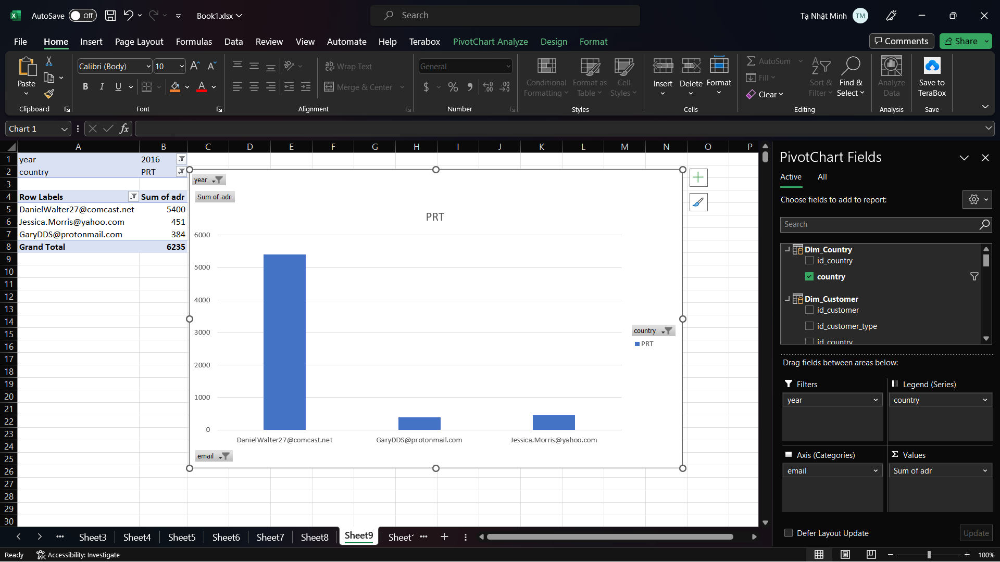 AutoSave Off Book1.xlsx Search Tạ Nhật Minh TM
File Home Insert Page Layout Formulas Data Review View Automate Help Terabox PivotChart Analyze Design Format Comments Share
Paste Calibri (Body) 10 Wrap Text General Conditional Formatting Format as Table Cell Styles Insert Delete Format AutoSum Fill Clear Sort & Filter Find & Select Analyze Data Save to TeraBox
B I U A Merge & Center $ %
Clipboard Font Alignment Number Styles Cells Editing Analysis Save
Chart 1 fx
A B C D E F G H I J K L M N O P
1 year 2016
2 country PRT
3
4 Row Labels Sum of adr
5 DanielWalter27@comcast.net 5400
6 Jessica.Morris@yahoo.com 451
7 GaryDDS@protonmail.com 384
8 Grand Total 6235
9
10
11
12
13
14
15
16
17
18
19
20
21
22
23
24
25
26
27
28
29
30
year
Sum of adr
PRT
6000
5000
4000
3000
2000
1000
0
DanielWalter27@comcast.net GaryDDS@protonmail.com Jessica.Morris@yahoo.com
country
PRT
email
PivotChart Fields
Active All
Choose fields to add to report:
Search
Dim_Country
id_country
country
Dim_Customer
id_customer
id_customer_type
id_country
Drag fields between areas below:
Filters Legend (Series)
year country
Axis (Categories) Values
email Sum of adr
Defer Layout Update Update
Sheet3 Sheet4 Sheet5 Sheet6 Sheet7 Sheet8 Sheet9 Sheet
Ready Accessibility: Investigate 100%